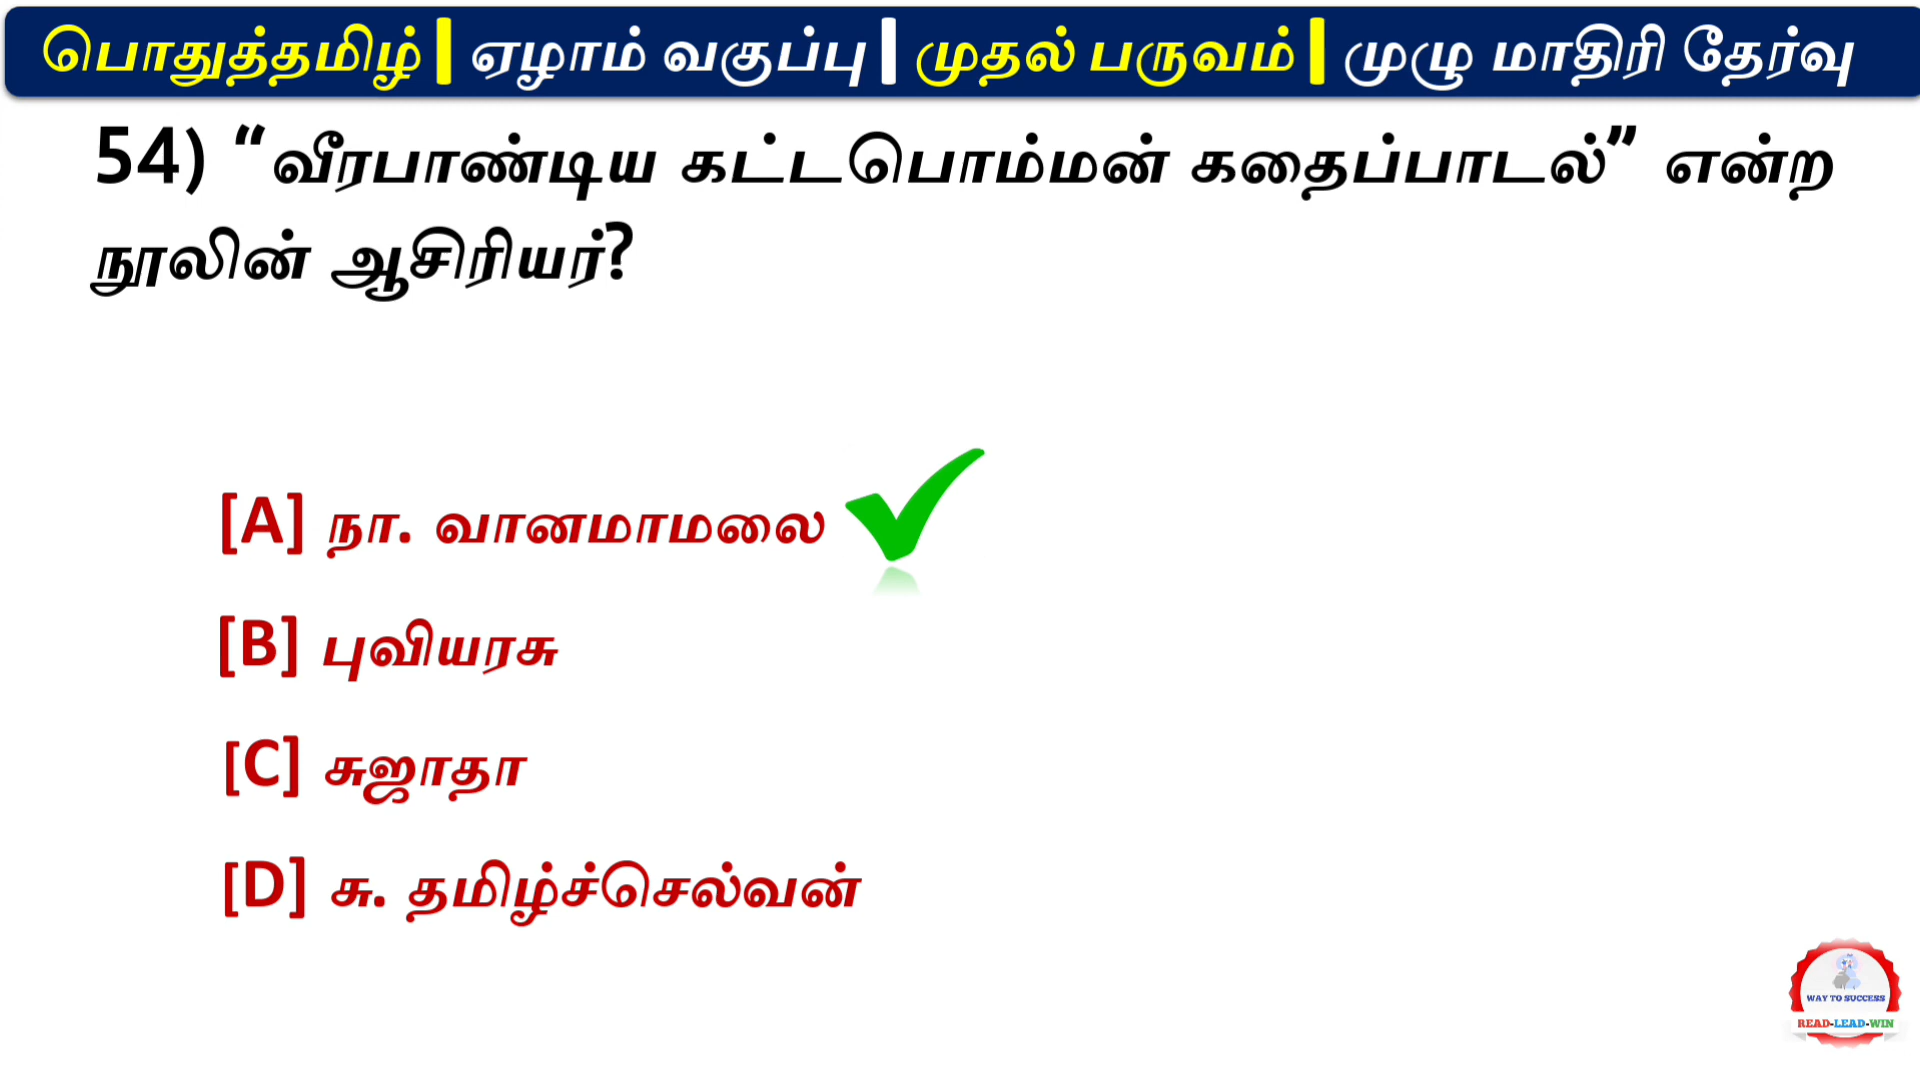 பொதுத்தமிழ் | ஏழாம் வகுப்பு | முதல் பருவம் | முழு மாதிரி தேர்வு
54) “வீரபாண்டிய கட்டபொம்மன் கதைப்பாடல்” என்ற
நூலின் ஆசிரியர்?
[A] நா. வானமாமலை
[B] புவியரசு
[C] சுஜாதா
[D] சு. தமிழ்ச்செல்வன்
WAY TO SUCCESS
READ-LEAD-WIN